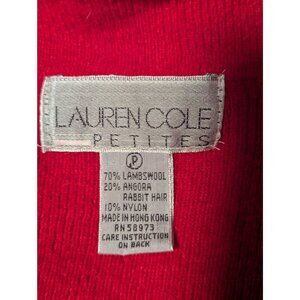 LAUREN COLE
PETITES
P
70% LAMBSWOOL
20% ANGORA
RABBIT HAIR
10% NYLON
MADE IN HONG KONG
RN 58973
CARE INSTRUCTION
ON BACK